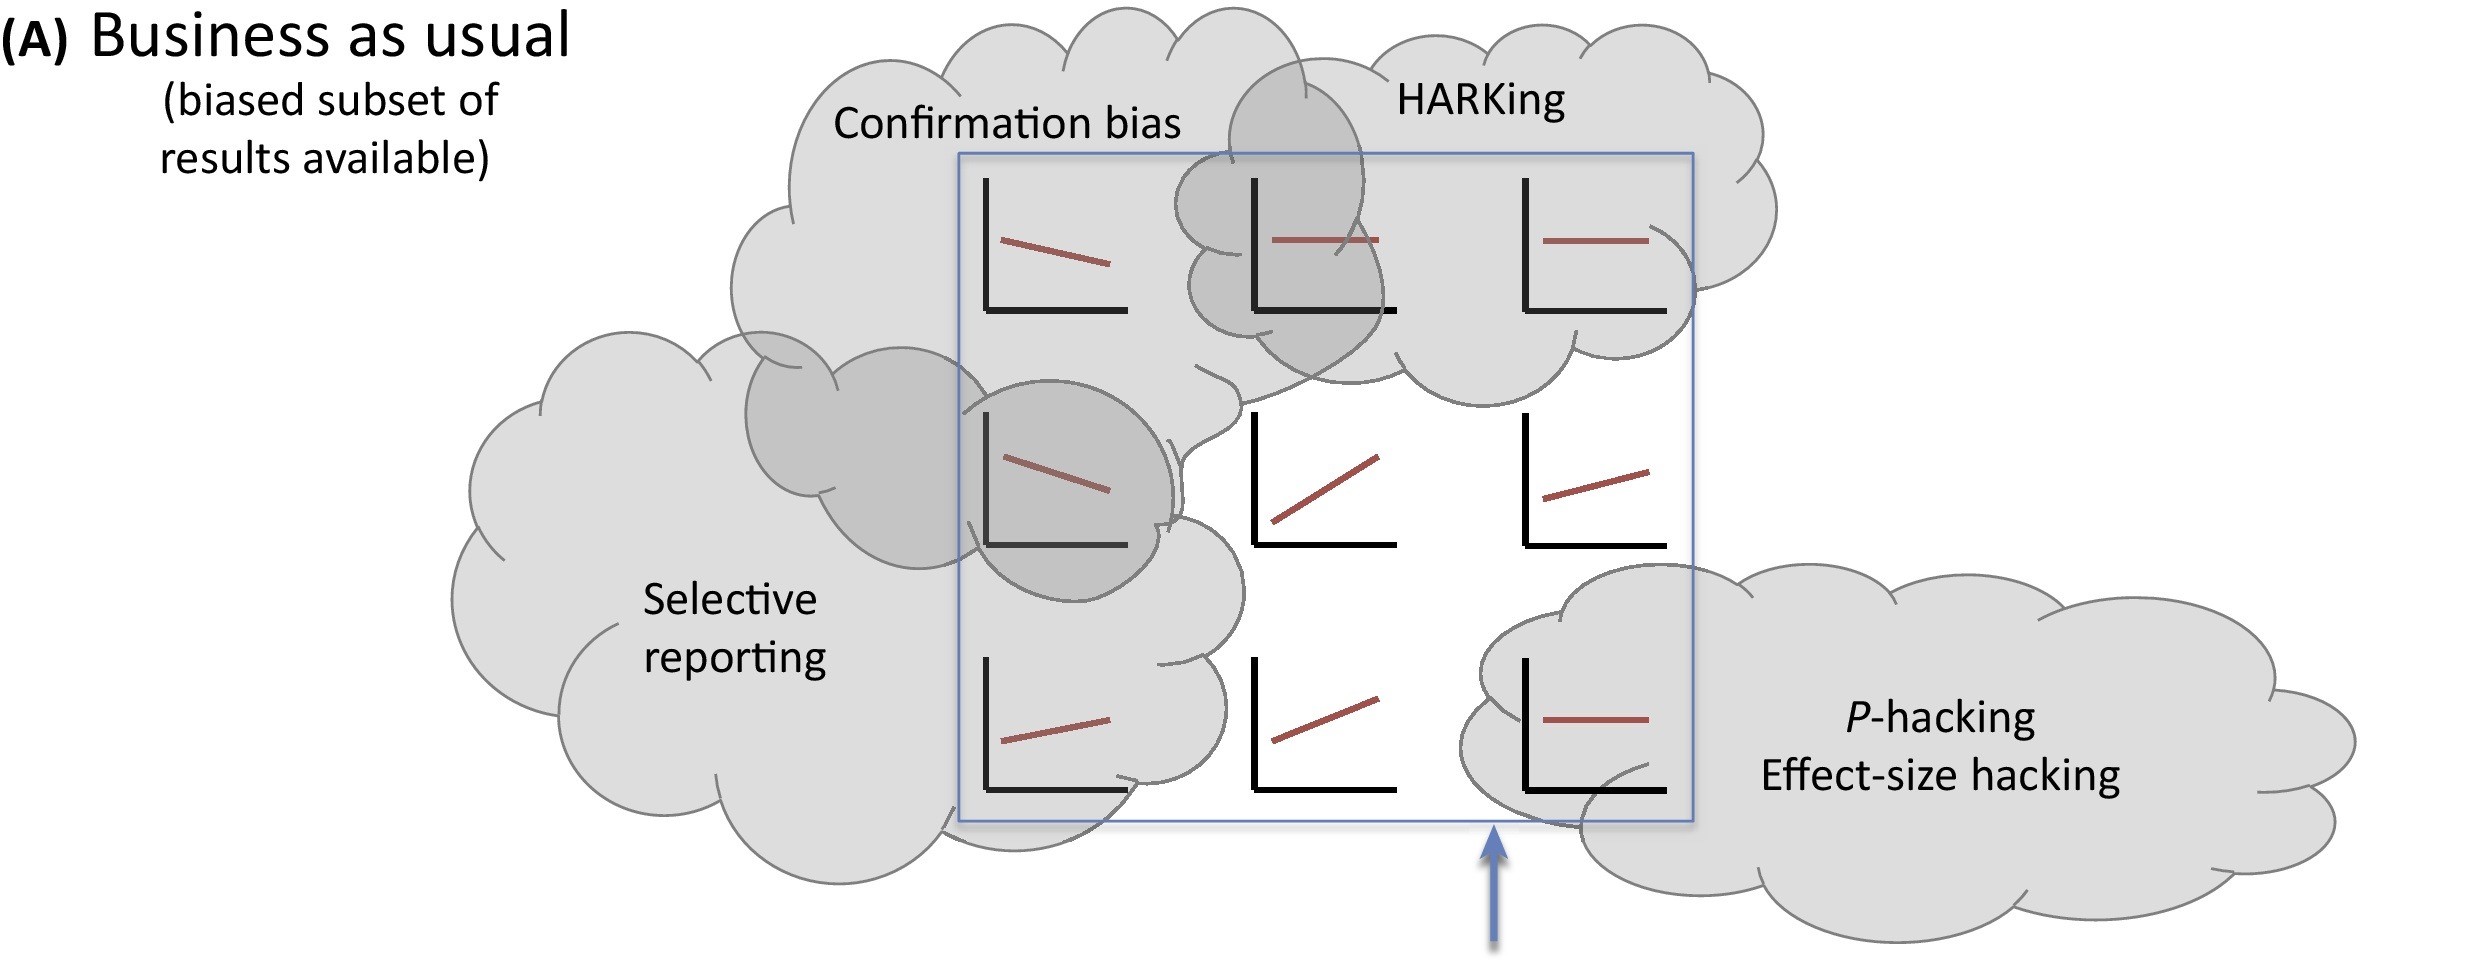 (A) Business as usual
(biased subset of
results available)
Confirmation bias
HARKing
Selective
reporting
P-hacking
Effect-size hacking